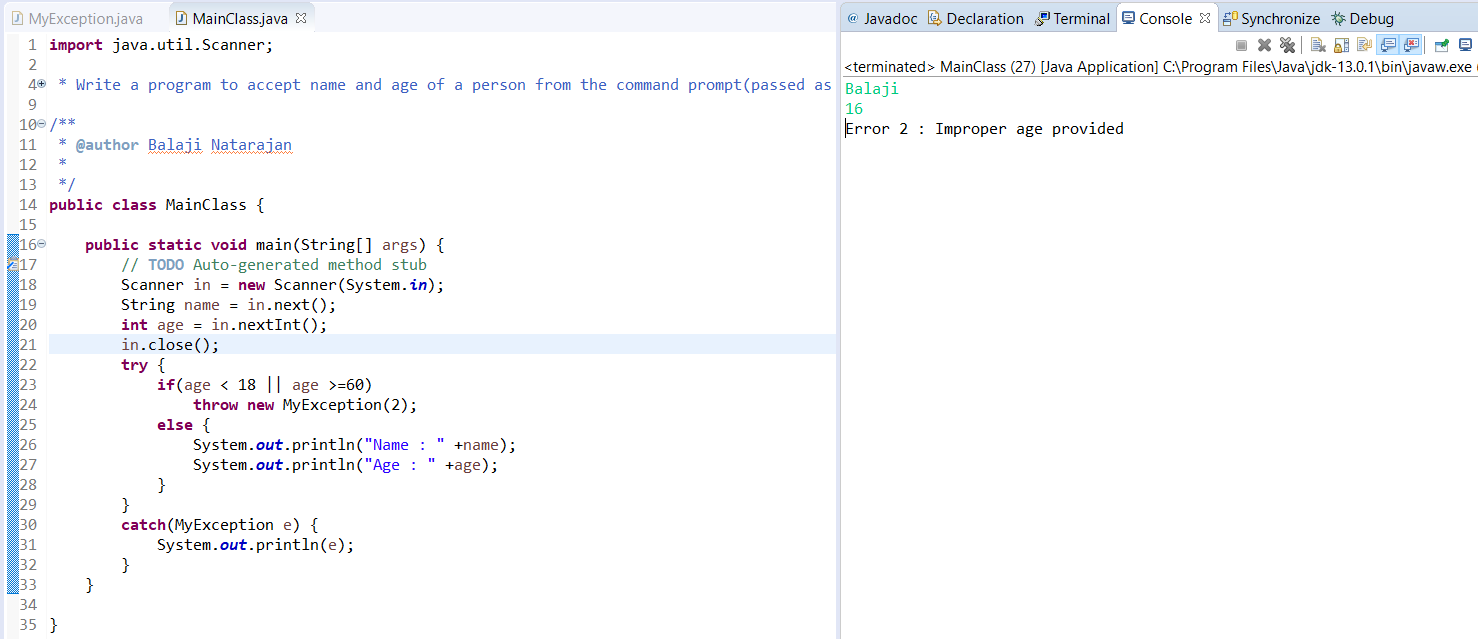 MyException.java MainClass.java
1 import java.util.Scanner;
2
4 * Write a program to accept name and age of a person from the command prompt(passed as
9
10 /**
11 * @author Balaji Natarajan
12 *
13 */
14 public class MainClass {
15
16 public static void main(String[] args) {
17 // TODO Auto-generated method stub
18 Scanner in = new Scanner(System.in);
19 String name = in.next();
20 int age = in.nextInt();
21 in.close();
22 try {
23 if(age < 18 || age >=60)
24 throw new MyException(2);
25 else {
26 System.out.println("Name : " +name);
27 System.out.println("Age : " +age);
28 }
29 }
30 catch(MyException e) {
31 System.out.println(e);
32 }
33 }
34
35 }
@ Javadoc Declaration Terminal Console Synchronize Debug
<terminated> MainClass (27) [Java Application] C:\Program Files\Java\jdk-13.0.1\bin\javaw.exe (
Balaji
16
Error 2 : Improper age provided